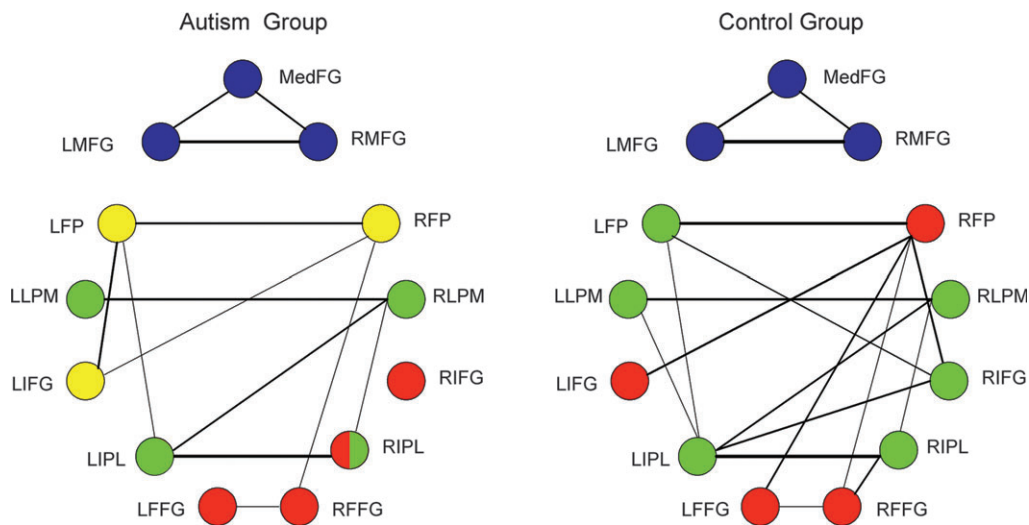 Autism Group
MedFG
LMFG
RMFG
LFP
RFP
LLPM
RLPM
LIFG
RIFG
LIPL
RIPL
LFFG
RFFG
Control Group
MedFG
LMFG
RMFG
LFP
RFP
LLPM
RLPM
LIFG
RIFG
LIPL
RIPL
LFFG
RFFG